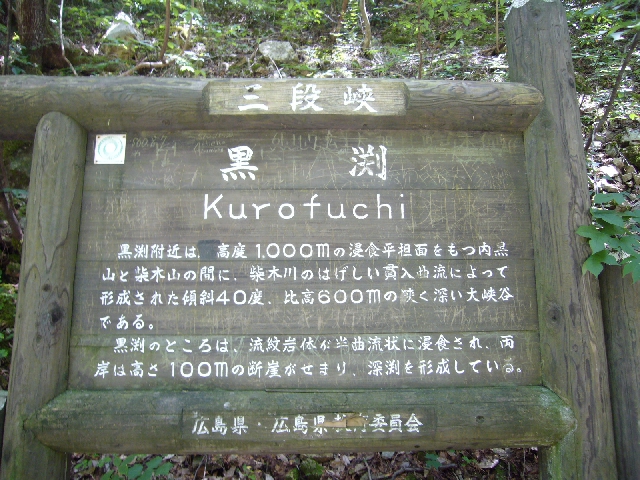 三段峡
黒渕
Kurofuchi
黒渕附近は、高度1,000mの浸食平坦面をもつ内黒
山と柴木山の間に、柴木川のはげしい貫入曲流によって
形成された傾斜40度、比高600mの狭く深い大峡谷
である。
黒渕のところは、流紋岩体が半曲流状に浸食され、両
岸は高さ100mの断崖がせまり、深渕を形成している。
広島県・広島県教育委員会